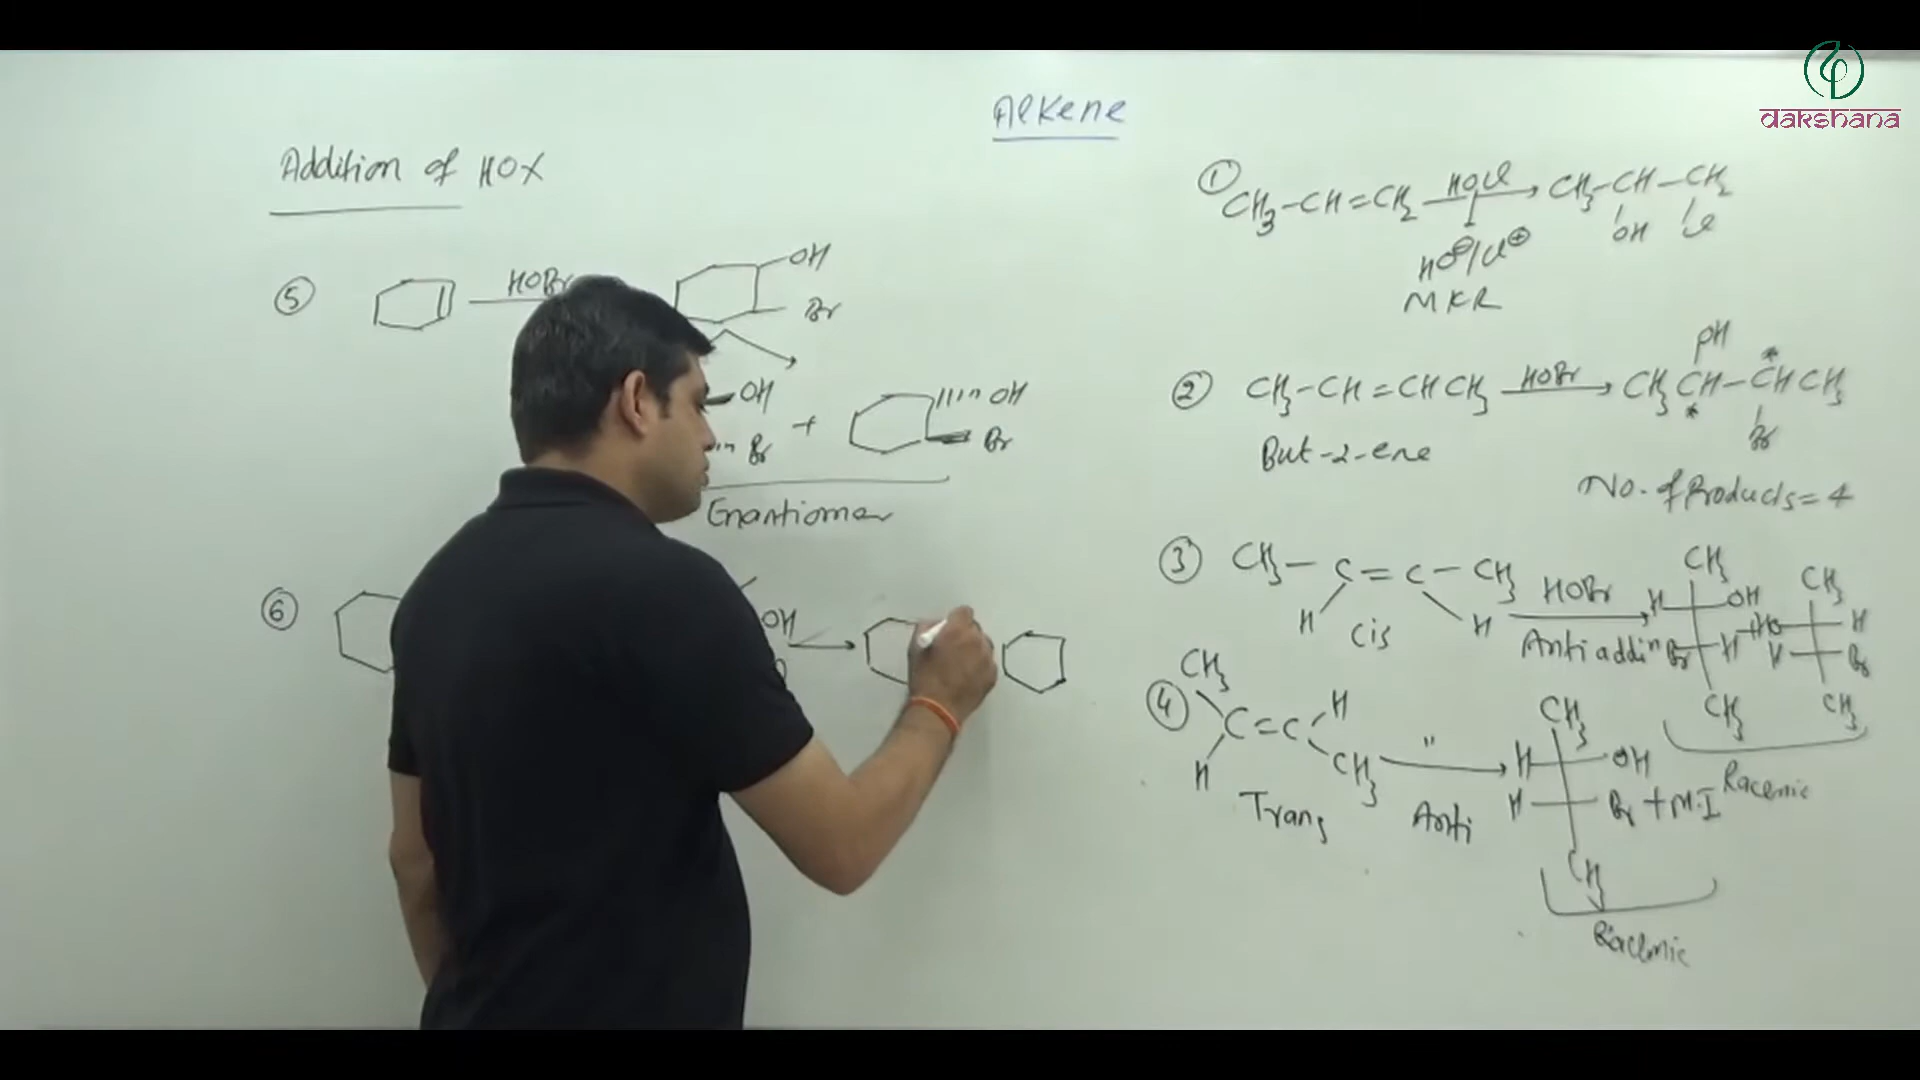 dakshana
Alkene
Addition of HOX
① CH₃-CH=CH₂ HOCl CH₃-CH-CH₂
OH Cl
HO⊖/Cl⊕
MKR
② CH₃-CH=CHCH₃ HOBr CH₃CH-CHCH₃
* *
Br
But-2-ene
No. of Products=4
③ CH₃-C=C-CH₃ HOBr
H H
Cis
Anti addin
CH₃ CH₃
H OH HO H
Br H H Br
CH₃ CH₃
Racemic
④ CH₃
C=C H
H CH₃
Trans
"
Anti
CH₃
H OH
H Br + M.I
CH₃
Racemic
⑤ HOBr
OH
Br
OH
Br + OH
Br
Enantiomer
⑥ OH